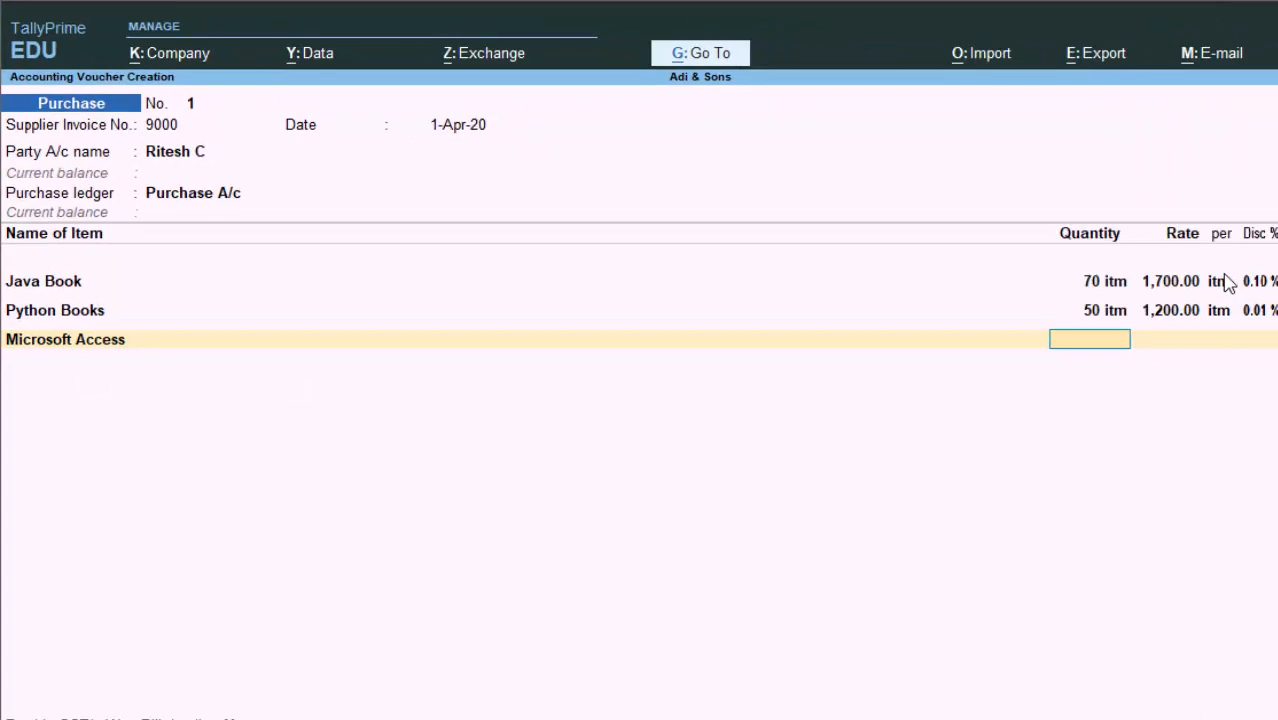 TallyPrime MANAGE
EDU K: Company Y: Data Z: Exchange G: Go To O: Import E: Export M: E-mail
Accounting Voucher Creation Adi & Sons
Purchase No. 1
Supplier Invoice No.: 9000 Date : 1-Apr-20
Party A/c name : Ritesh C
Current balance :
Purchase ledger : Purchase A/c
Current balance :
Name of Item Quantity Rate per Disc %
Java Book 70 itm 1,700.00 itm 0.10 %
Python Books 50 itm 1,200.00 itm 0.01 %
Microsoft Access